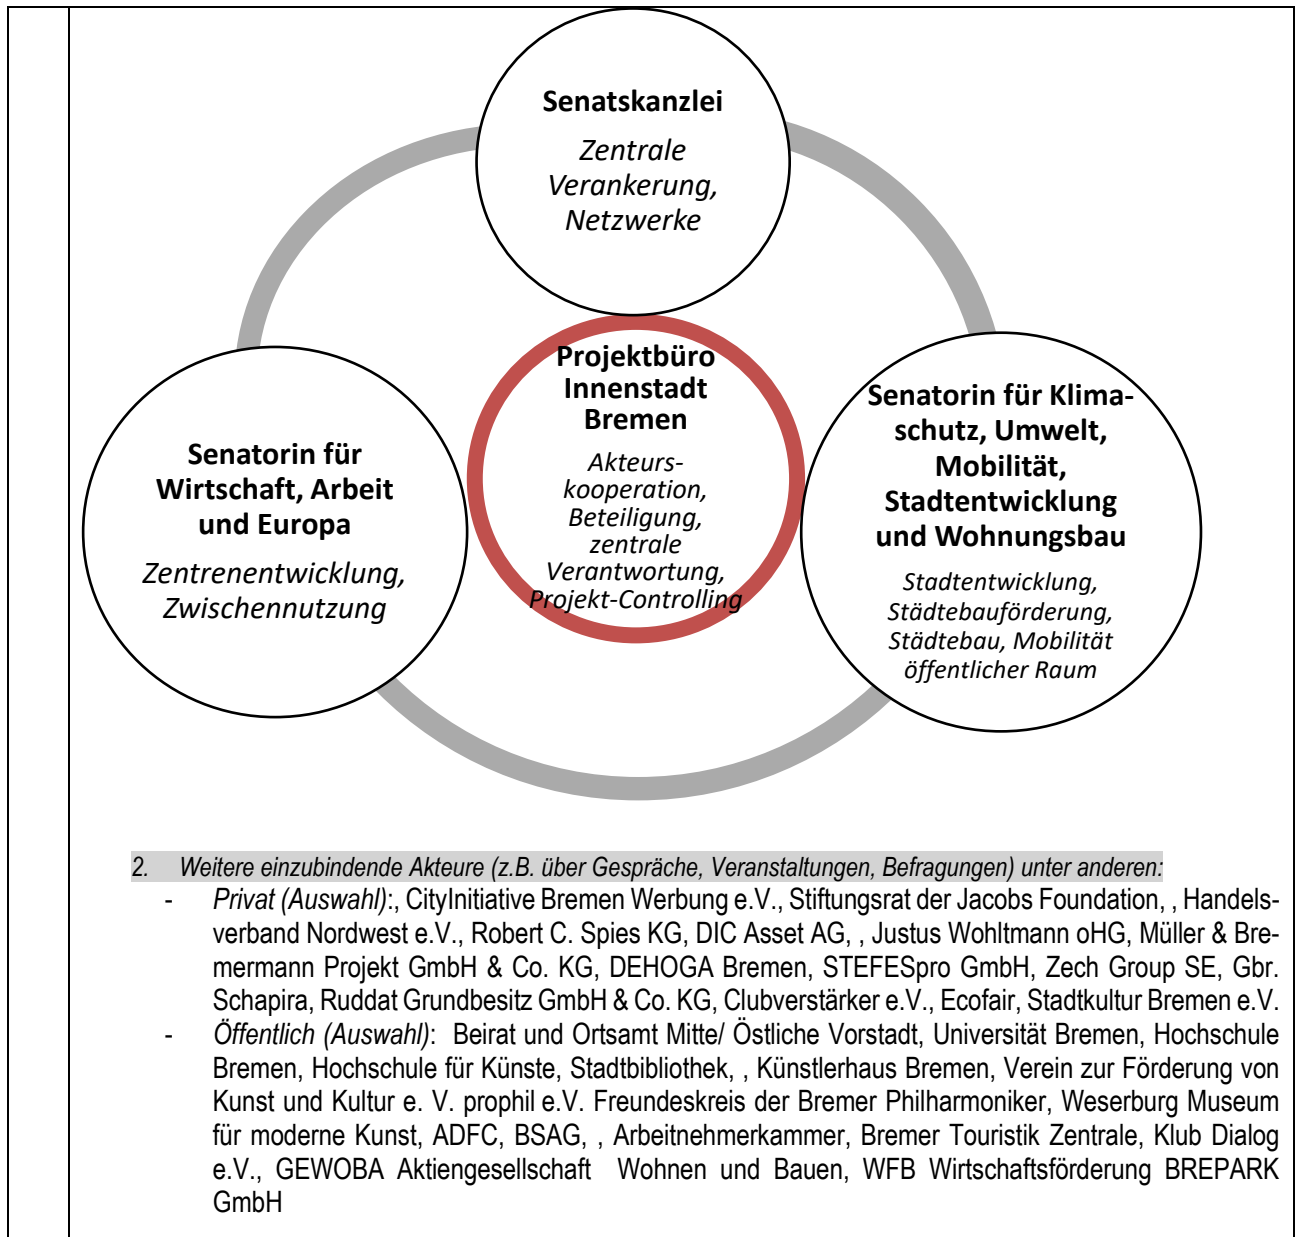 Senatskanzlei
Zentrale
Verankerung,
Netzwerke
Projektbüro
Innenstadt
Bremen
Akteurs-
kooperation,
Beteiligung,
zentrale
Verantwortung,
Projekt-Controlling
Senatorin für
Wirtschaft, Arbeit
und Europa
Zentrenentwicklung,
Zwischennutzung
Senatorin für Klima-
schutz, Umwelt,
Mobilität,
Stadtentwicklung
und Wohnungsbau
Stadtentwicklung,
Städtebauförderung,
Städtebau, Mobilität
öffentlicher Raum
2. Weitere einzubindende Akteure (z.B. über Gespräche, Veranstaltungen, Befragungen) unter anderen:
- Privat (Auswahl):, CityInitiative Bremen Werbung e.V., Stiftungsrat der Jacobs Foundation, , Handels-
verband Nordwest e.V., Robert C. Spies KG, DIC Asset AG, , Justus Wohltmann oHG, Müller & Bre-
mermann Projekt GmbH & Co. KG, DEHOGA Bremen, STEFESpro GmbH, Zech Group SE, Gbr.
Schapira, Ruddat Grundbesitz GmbH & Co. KG, Clubverstärker e.V., Ecofair, Stadtkultur Bremen e.V.
- Öffentlich (Auswahl): Beirat und Ortsamt Mitte/ Östliche Vorstadt, Universität Bremen, Hochschule
Bremen, Hochschule für Künste, Stadtbibliothek, , Künstlerhaus Bremen, Verein zur Förderung von
Kunst und Kultur e. V. prophil e.V. Freundeskreis der Bremer Philharmoniker, Weserburg Museum
für moderne Kunst, ADFC, BSAG, , Arbeitnehmerkammer, Bremer Touristik Zentrale, Klub Dialog
e.V., GEWOBA Aktiengesellschaft Wohnen und Bauen, WFB Wirtschaftsförderung BREPARK
GmbH